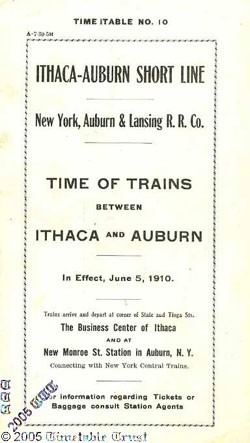 TIME TABLE NO. 10
ITHACA-AUBURN SHORT LINE
New York, Auburn & Lansing R. R. Co.
TIME OF TRAINS
BETWEEN
ITHACA AND AUBURN
In Effect, June 5, 1910.
Trains arrive and depart at corner of State and Tioga Sts.
The Business Center of Ithaca
AND AT
New Monroe St. Station in Auburn, N. Y.
Connecting with New York Central Trains.
For information regarding Tickets or
Baggage consult Station Agents
© 2005 Timetable Trust